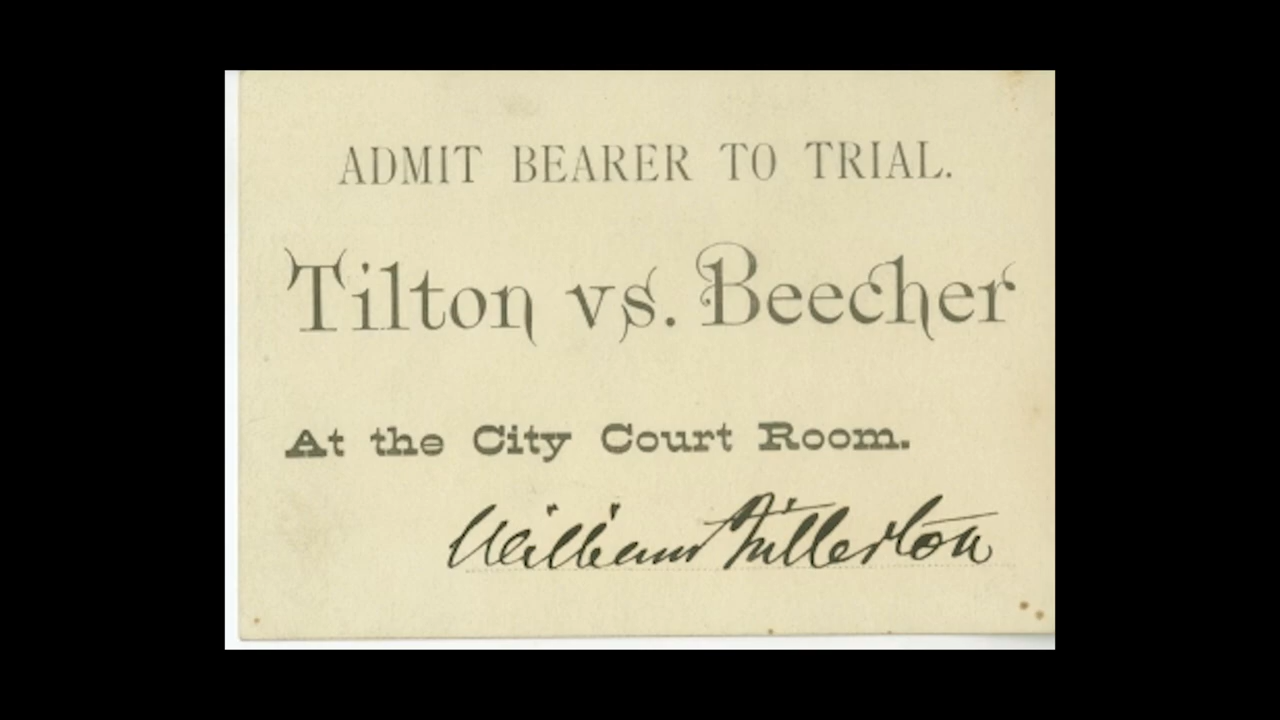 ADMIT BEARER TO TRIAL.
Tilton vs. Beecher
At the City Court Room.
William Fullerton